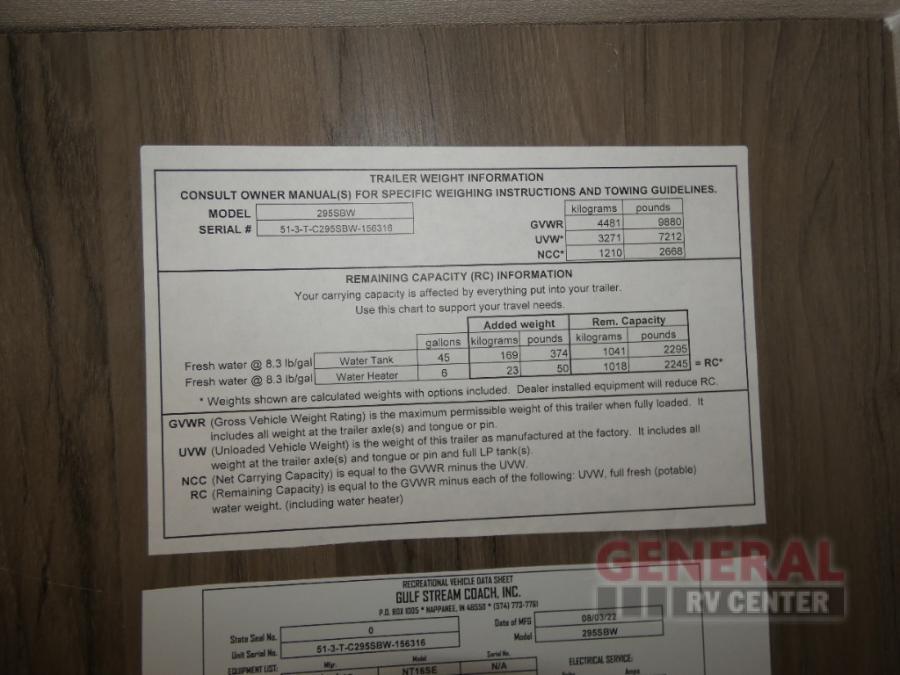 TRAILER WEIGHT INFORMATION
CONSULT OWNER MANUAL(S) FOR SPECIFIC WEIGHING INSTRUCTIONS AND TOWING GUIDELINES.
MODEL 295SBW
SERIAL # 51-3-T-C295SBW-156316
kilograms pounds
GVWR 4481 9880
UVW* 3271 7212
NCC* 1210 2668
REMAINING CAPACITY (RC) INFORMATION
Your carrying capacity is affected by everything put into your trailer.
Use this chart to support your travel needs.
Added weight Rem. Capacity
gallons kilograms pounds kilograms pounds
Fresh water @ 8.3 lb/gal Water Tank 45 169 374 1041 2295
Fresh water @ 8.3 lb/gal Water Heater 6 23 50 1018 2245 = RC*
* Weights shown are calculated weights with options included. Dealer installed equipment will reduce RC.
GVWR (Gross Vehicle Weight Rating) is the maximum permissible weight of this trailer when fully loaded. It
includes all weight at the trailer axle(s) and tongue or pin.
UVW (Unloaded Vehicle Weight) is the weight of this trailer as manufactured at the factory. It includes all
weight at the trailer axle(s) and tongue or pin and full LP tank(s).
NCC (Net Carrying Capacity) is equal to the GVWR minus the UVW.
RC (Remaining Capacity) is equal to the GVWR minus each of the following: UVW, full fresh (potable)
water weight. (including water heater)
GENERAL
RV CENTER
RECREATIONAL VEHICLE DATA SHEET
GULF STREAM COACH, INC.
P.O. BOX 1005 * NAPPANEE, IN 46550 * (574) 773-7761
State Seal No. 0 Date of MFG 08/03/22
Unit Serial No. 51-3-T-C295SBW-156316 Model 295SBW
EQUIPMENT LIST: Mfgr. Model Serial No. ELECTRICAL SERVICE:
NT16SE N/A